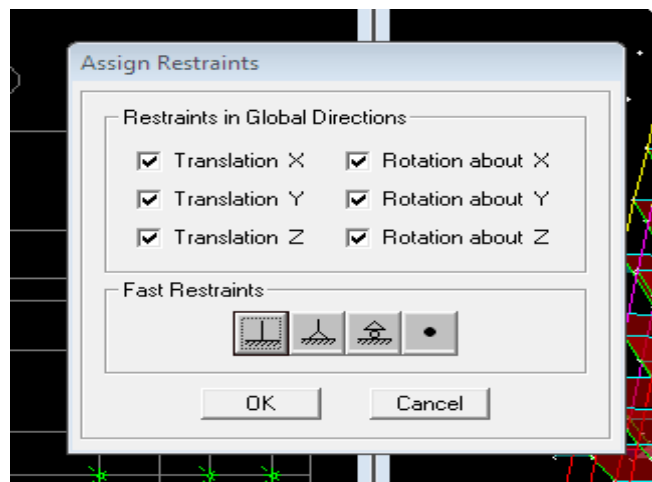 Assign Restraints
Restraints in Global Directions
Translation X Rotation about X
Translation Y Rotation about Y
Translation Z Rotation about Z
Fast Restraints
OK Cancel